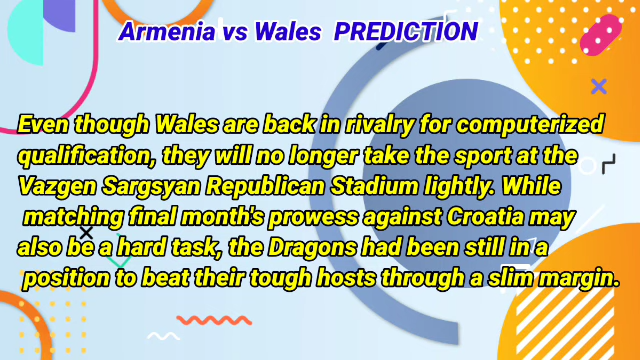 Armenia vs Wales PREDICTION
Even though Wales are back in rivalry for computerized
qualification, they will no longer take the sport at the
Vazgen Sargsyan Republican Stadium lightly. While
matching final month's prowess against Croatia may
also be a hard task, the Dragons had been still in a
position to beat their tough hosts through a slim margin.